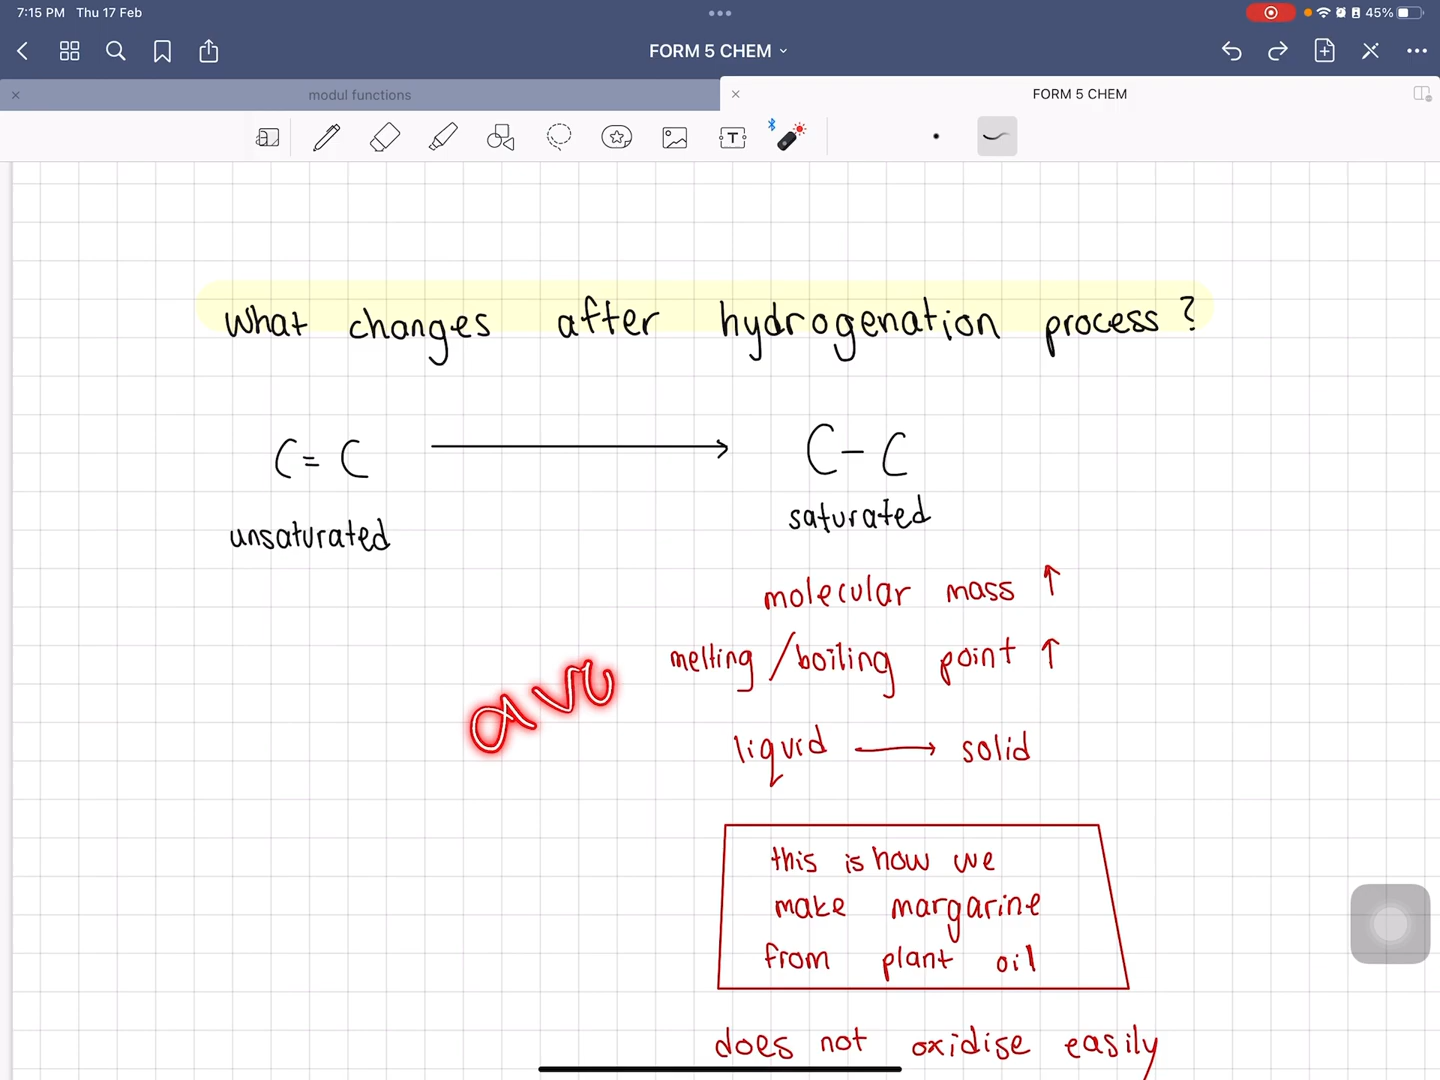 7:15 PM Thu 17 Feb
45%
FORM 5 CHEM
modul functions
FORM 5 CHEM
T
what changes after hydrogenation process?
C = C
C - C
unsaturated
saturated
molecular mass ↑
melting/boiling point ↑
liquid → solid
this is how we
make margarine
from plant oil
does not oxidise easily